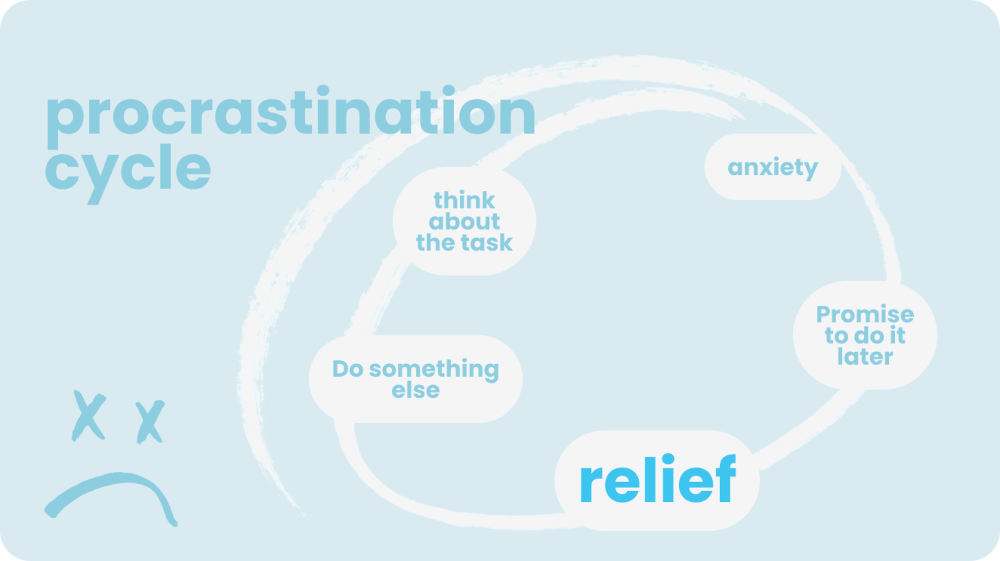 procrastination
cycle
think
about
the task
anxiety
Promise
to do it
later
relief
Do something
else